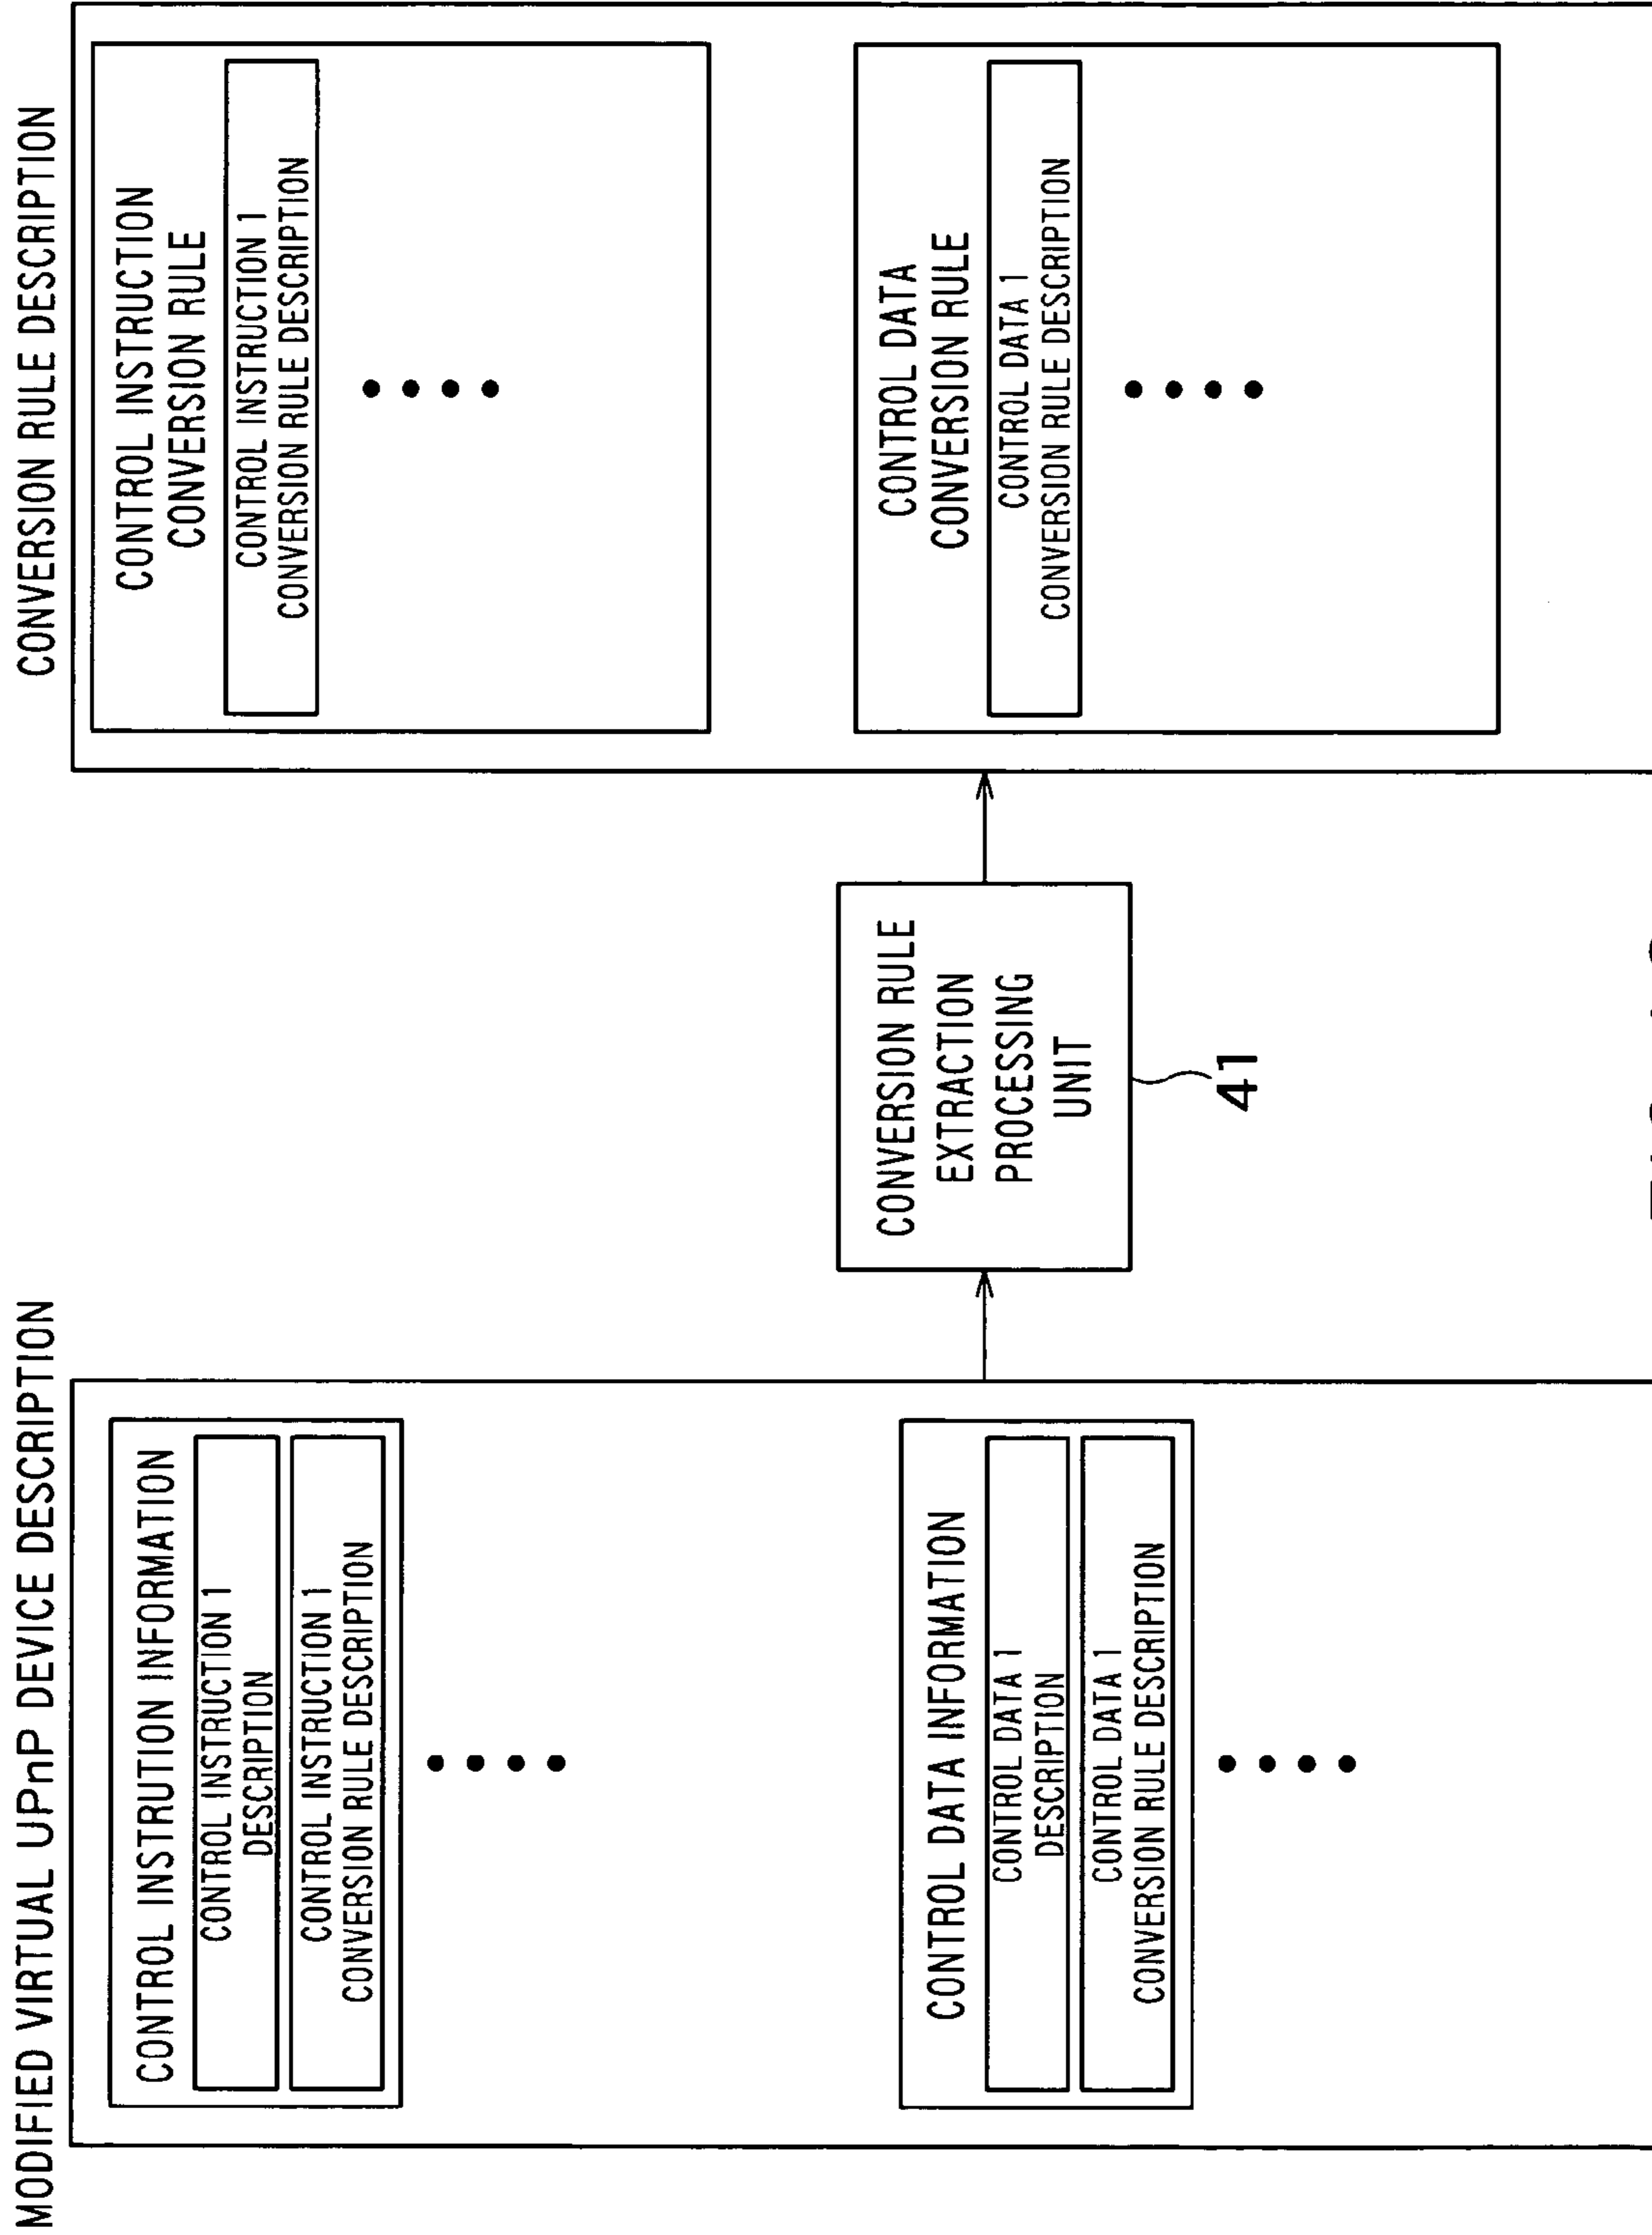 MODIFIED VIRTUAL UPnP DEVICE DESCRIPTION
CONTROL INSTRUTION INFORMATION
CONTROL INSTRUCTION 1
DESCRIPTION
CONTROL INSTRUCTION 1
CONVERSION RULE DESCRIPTION
CONTROL DATA INFORMATION
CONTROL DATA 1
DESCRIPTION
CONTROL DATA 1
CONVERSION RULE DESCRIPTION
CONVERSION RULE
EXTRACTION
PROCESSING
UNIT
41
CONVERSION RULE DESCRIPTION
CONTROL INSTRUCTION
CONVERSION RULE
CONTROL INSTRUCTION 1
CONVERSION RULE DESCRIPTION
CONTROL DATA
CONVERSION RULE
CONTROL DATA 1
CONVERSION RULE DESCRIPTION